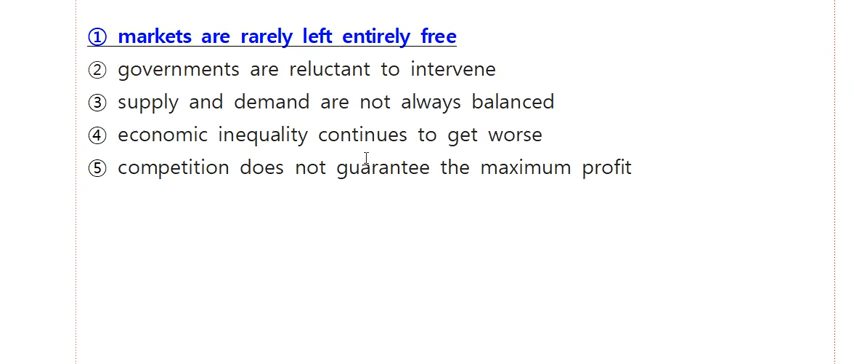 ① markets are rarely left entirely free
② governments are reluctant to intervene
③ supply and demand are not always balanced
④ economic inequality continues to get worse
⑤ competition does not guarantee the maximum profit